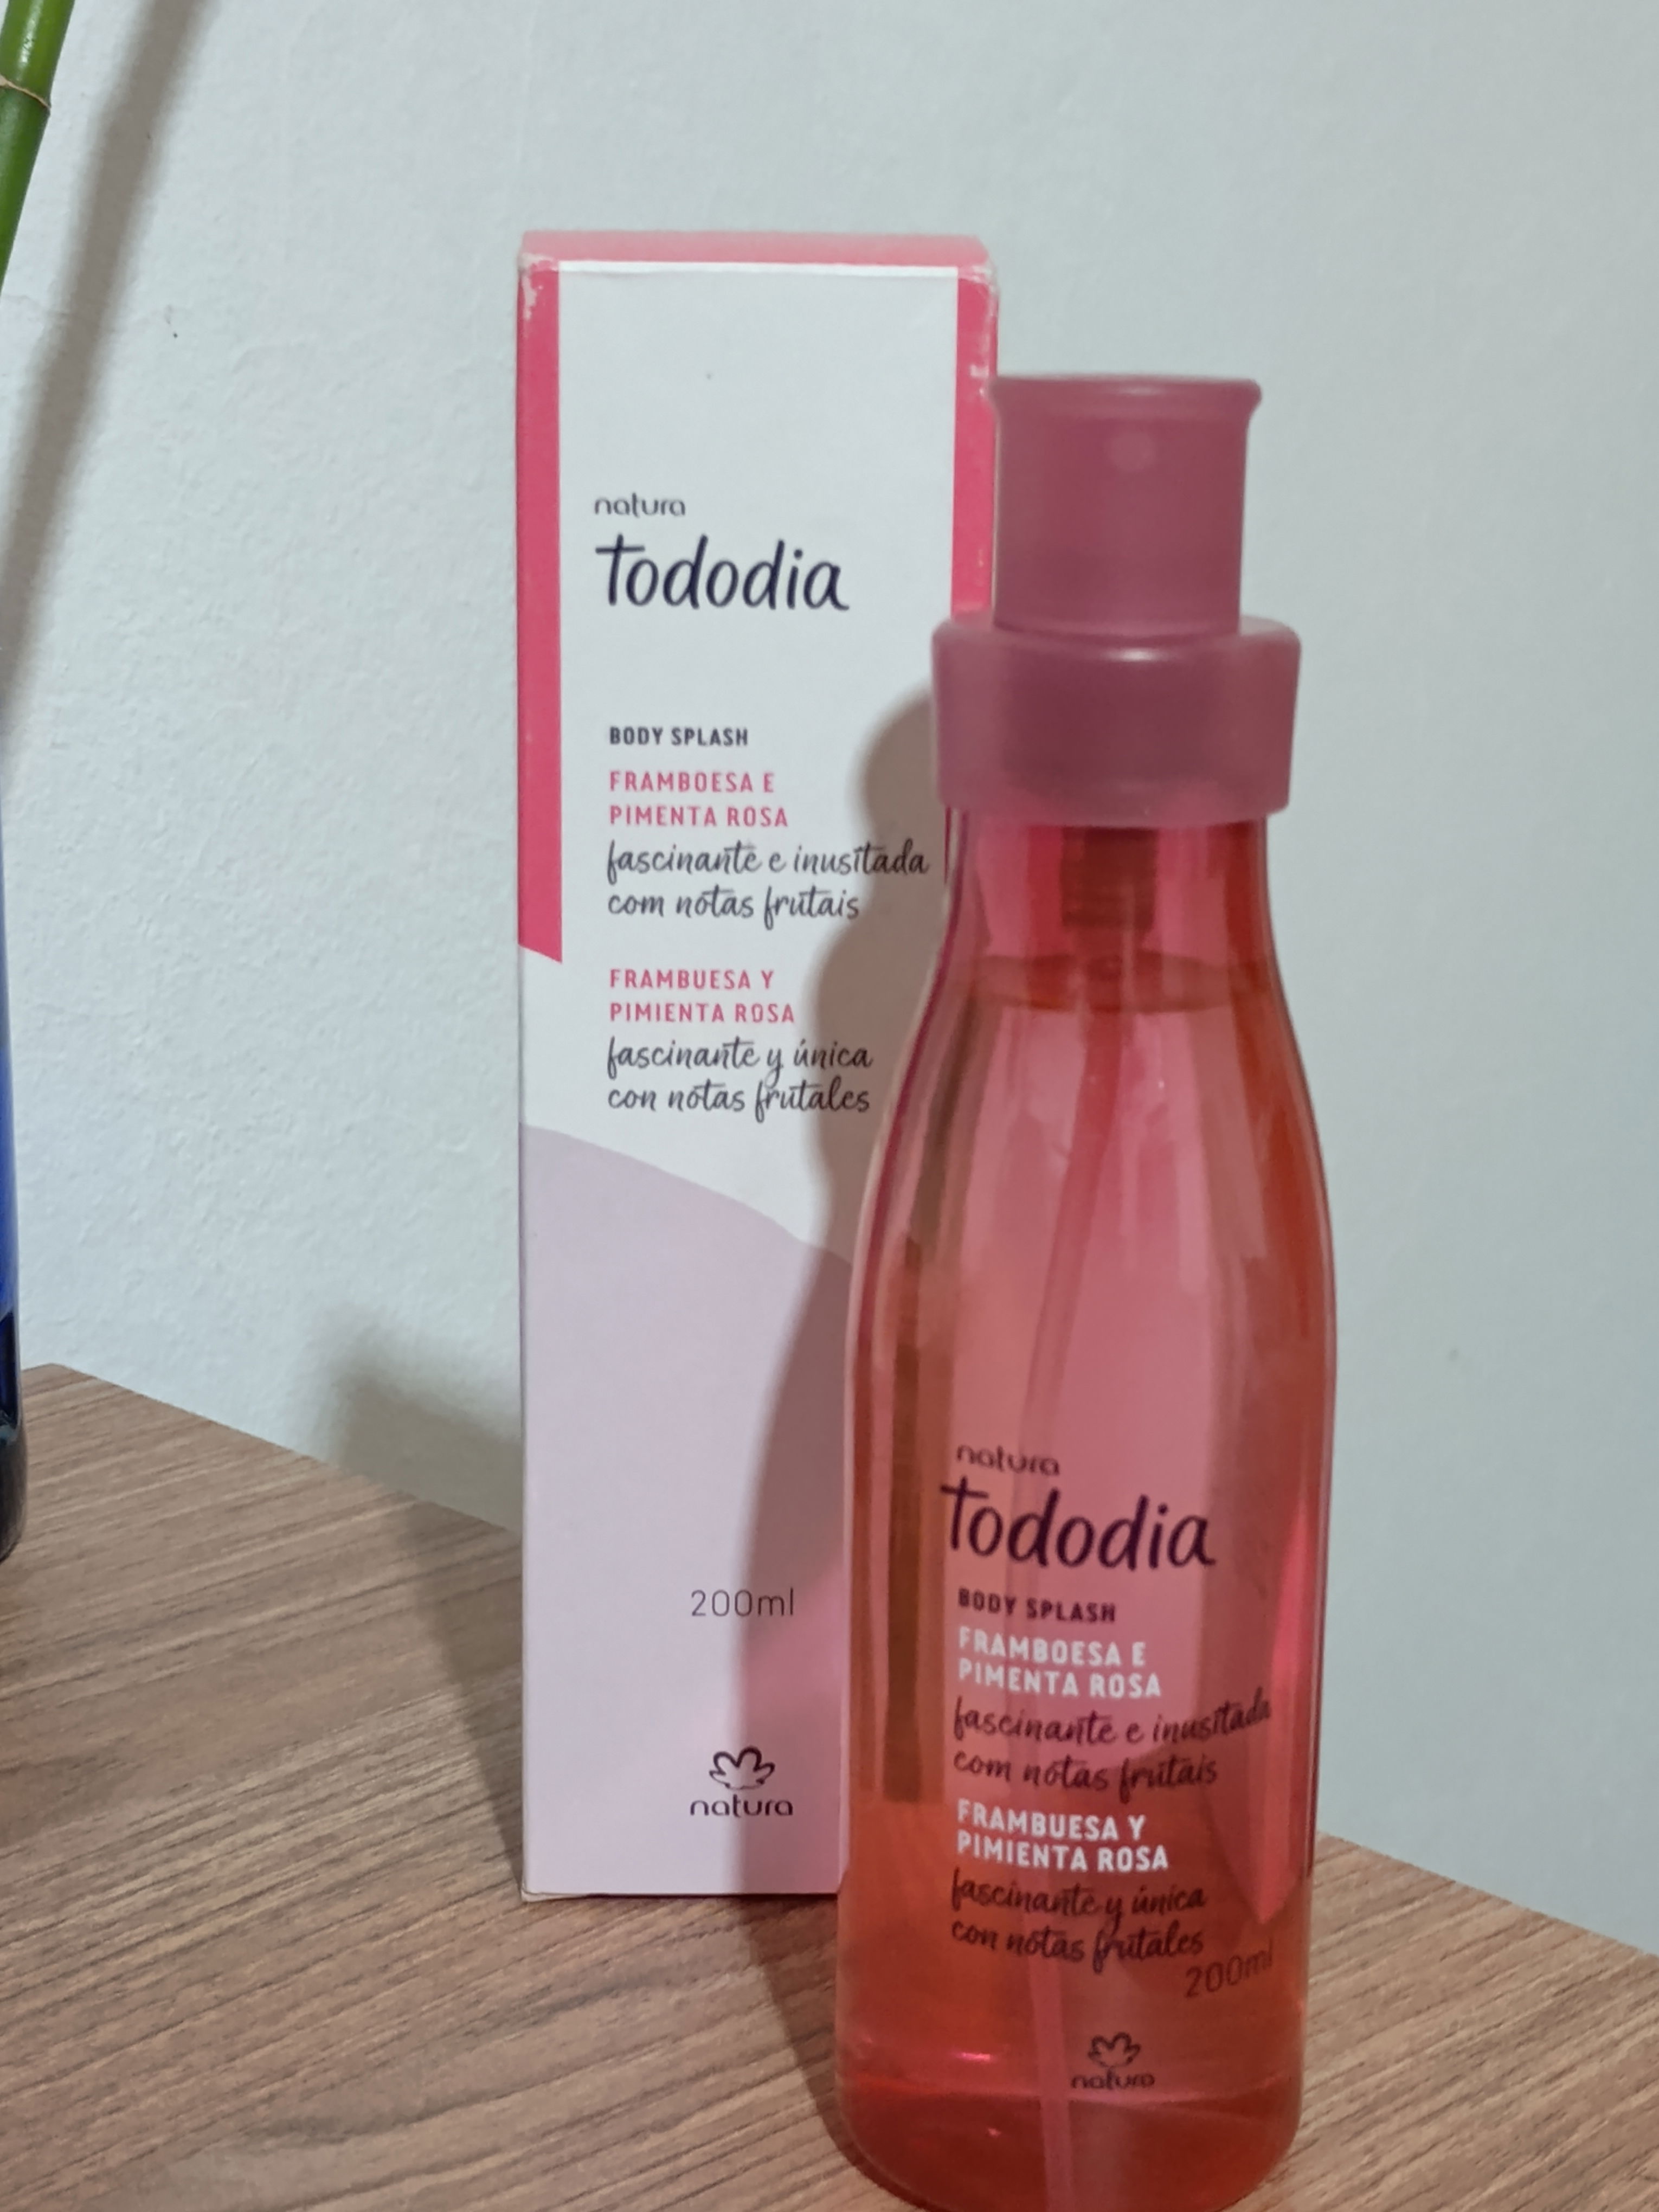 natura
Tododia
BODY SPLASH
FRAMBOESA E
PIMENTA ROSA
fascinante e inusitada
com notas frutais
FRAMBUESA Y
PIMIENTA ROSA
fascinante y única
con notas frutales
200ml
natura
natura
Tododia
BODY SPLASH
FRAMBOESA E
PIMENTA ROSA
fascinante e inusitada
com notas frutais
FRAMBUESA Y
PIMIENTA ROSA
fascinante y única
con notas frutales
200ml
natura